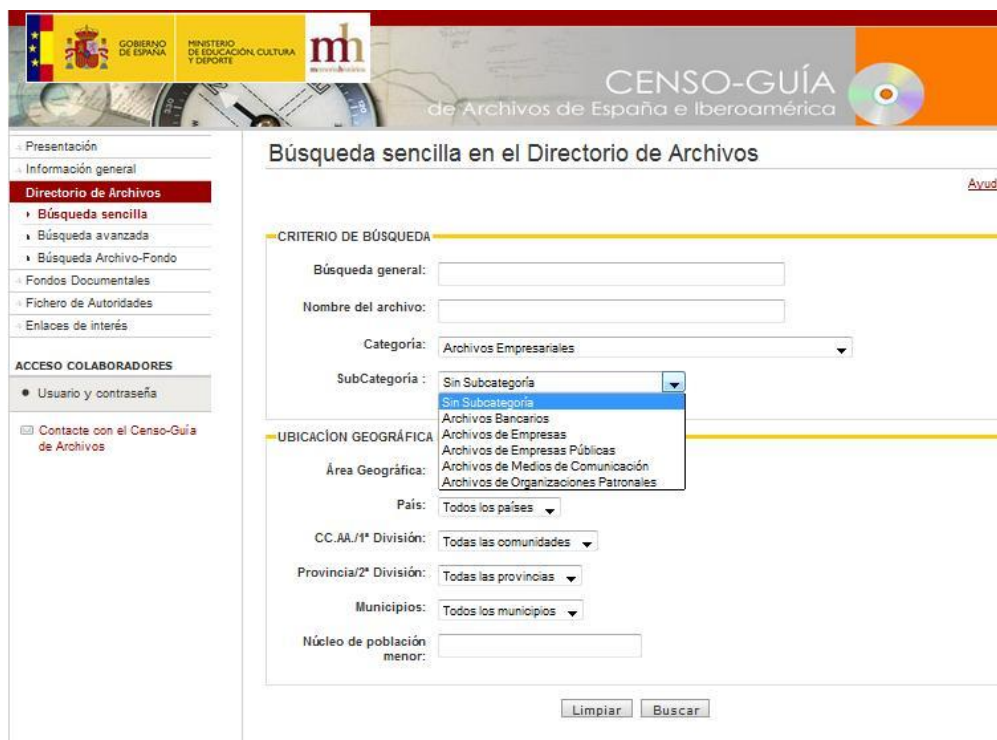 GOBIERNO
DE ESPAÑA
MINISTERIO
DE EDUCACIÓN, CULTURA
Y DEPORTE
mh
CENSO-GUÍA
de Archivos de España e Iberoamérica
Presentación
Información general
Directorio de Archivos
Búsqueda sencilla
Búsqueda avanzada
Búsqueda Archivo-Fondo
Fondos Documentales
Fichero de Autoridades
Enlaces de interés
ACCESO COLABORADORES
Usuario y contraseña
Contacte con el Censo-Guía
de Archivos
Búsqueda sencilla en el Directorio de Archivos
Ayud
CRITERIO DE BÚSQUEDA
Búsqueda general:
Nombre del archivo:
Categoría: Archivos Empresariales
SubCategoría : Sin Subcategoría
Sin Subcategoría
Archivos Bancarios
Archivos de Empresas
Archivos de Empresas Públicas
Archivos de Medios de Comunicación
Archivos de Organizaciones Patronales
UBICACÍON GEOGRÁFICA
Área Geográfica:
País: Todos los países
CC.AA./1ª División: Todas las comunidades
Provincia/2ª División: Todas las provincias
Municipios: Todos los municipios
Núcleo de población
menor:
Limpiar Buscar